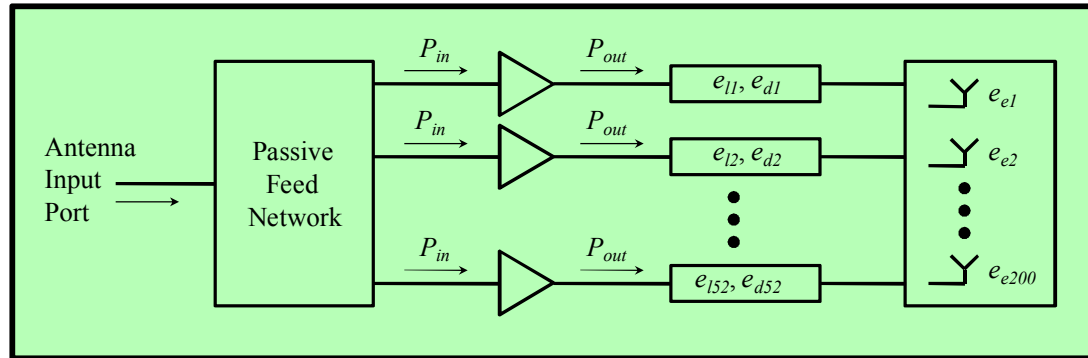 P_in
P_out
e_l1, e_d1
e_e1
P_in
P_out
e_l2, e_d2
e_e2
Antenna
Input
Port
Passive
Feed
Network
P_in
P_out
e_l52, e_d52
e_e200